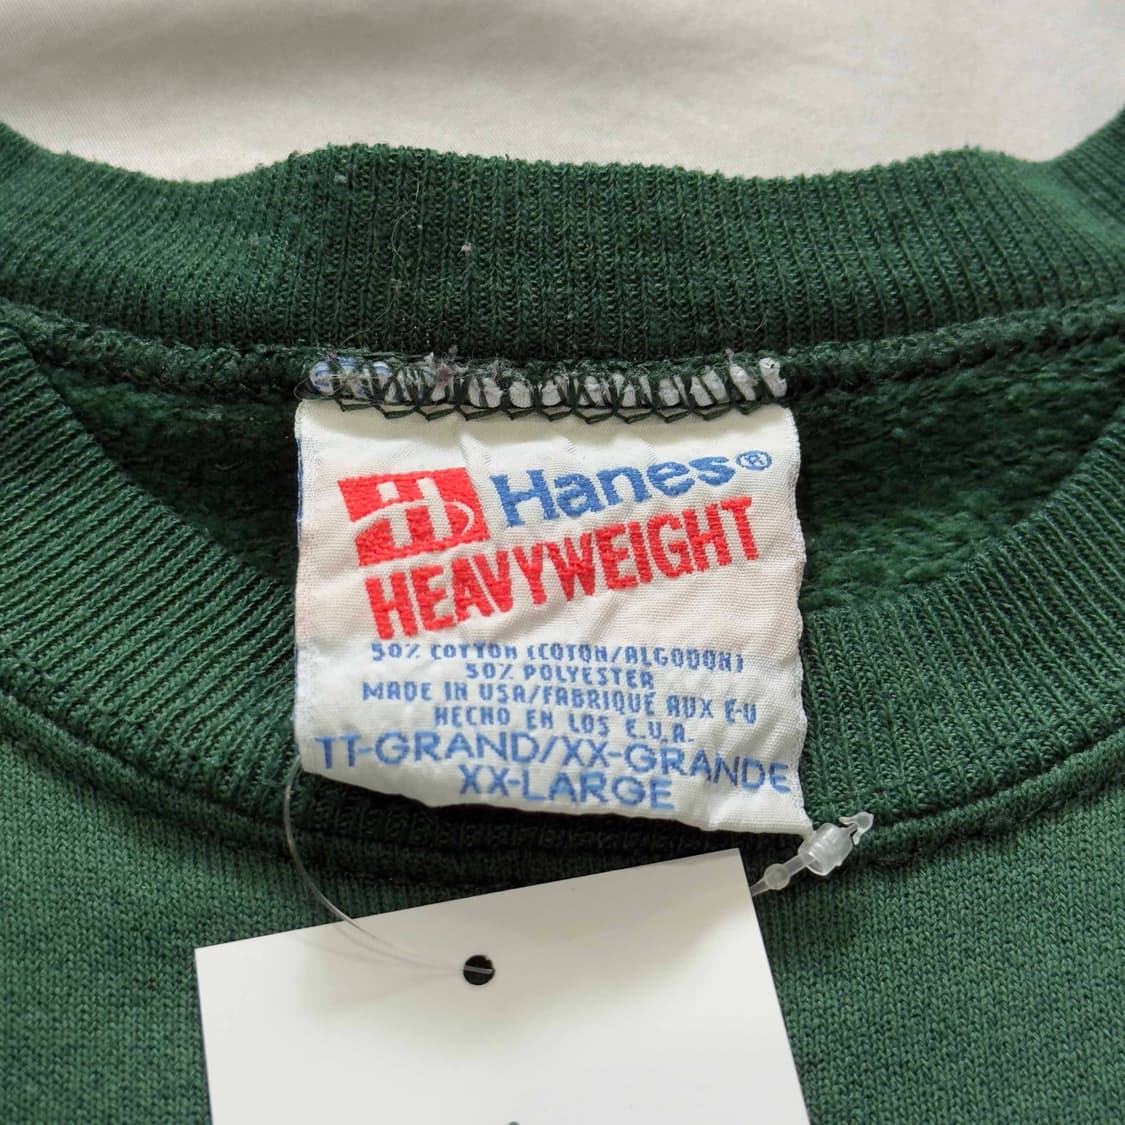 H Hanes®
HEAVYWEIGHT
50% COTTON (COTON/ALGODON)
50% POLYESTER
MADE IN USA/FABRIQUÉ AUX E-U
HECHO EN LOS E.U.A.
TT-GRAND/XX-GRANDE
XX-LARGE